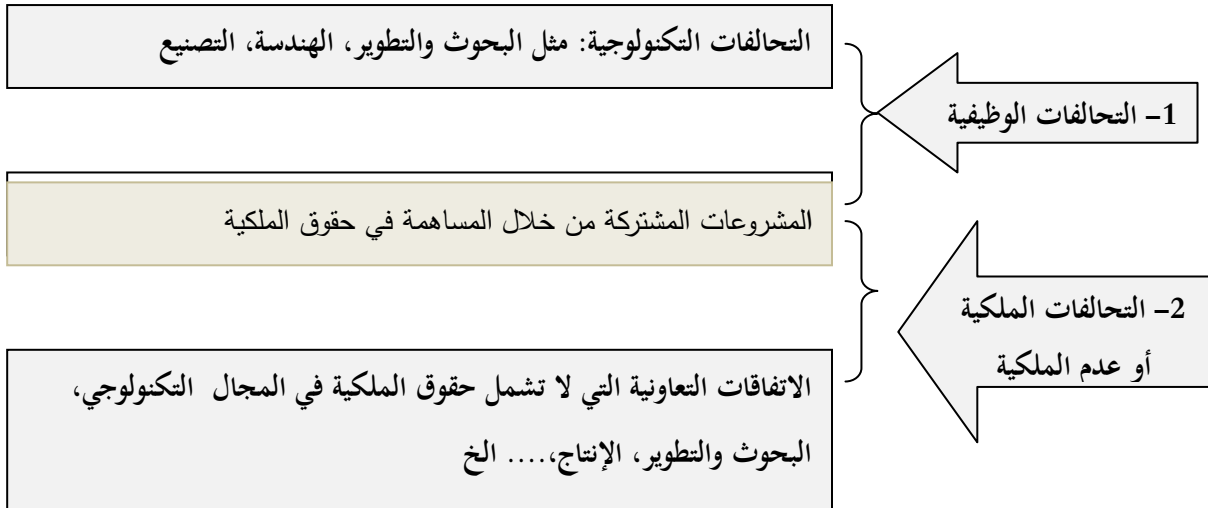 1- التحالفات الوظيفية
التحالفات التكنولوجية: مثل البحوث والتطوير، الهندسة، التصنيع
2- التحالفات الملكية
أو عدم الملكية
المشروعات المشتركة من خلال المساهمة في حقوق الملكية
الاتفاقات التعاونية التي لا تشمل حقوق الملكية في المجال التكنولوجي،
البحوث والتطوير، الإنتاج،.... الخ